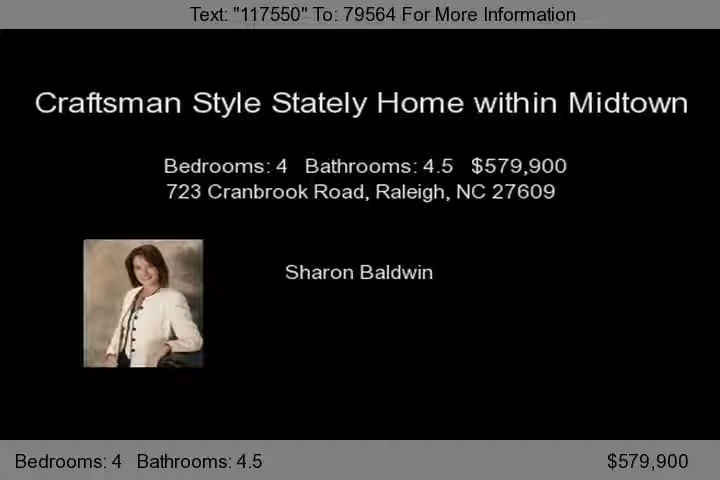 Text: "117550" To: 79564 For More Information
Craftsman Style Stately Home within Midtown
Bedrooms: 4 Bathrooms: 4.5 $579,900
723 Cranbrook Road, Raleigh, NC 27609
Sharon Baldwin
Bedrooms: 4 Bathrooms: 4.5 $579,900